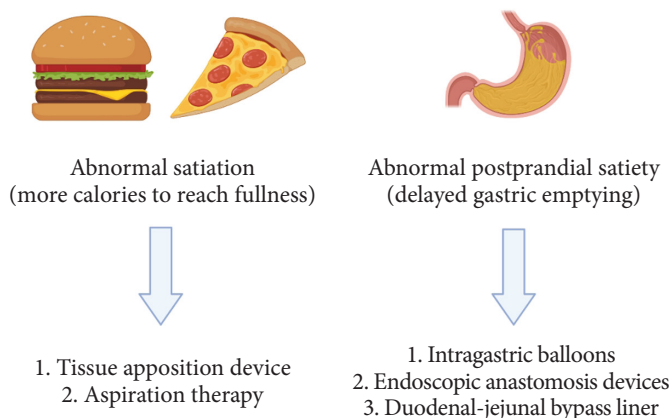 Abnormal satiation
(more calories to reach fullness)
1. Tissue apposition device
2. Aspiration therapy
Abnormal postprandial satiety
(delayed gastric emptying)
1. Intragastric balloons
2. Endoscopic anastomosis devices
3. Duodenal-jejunal bypass liner